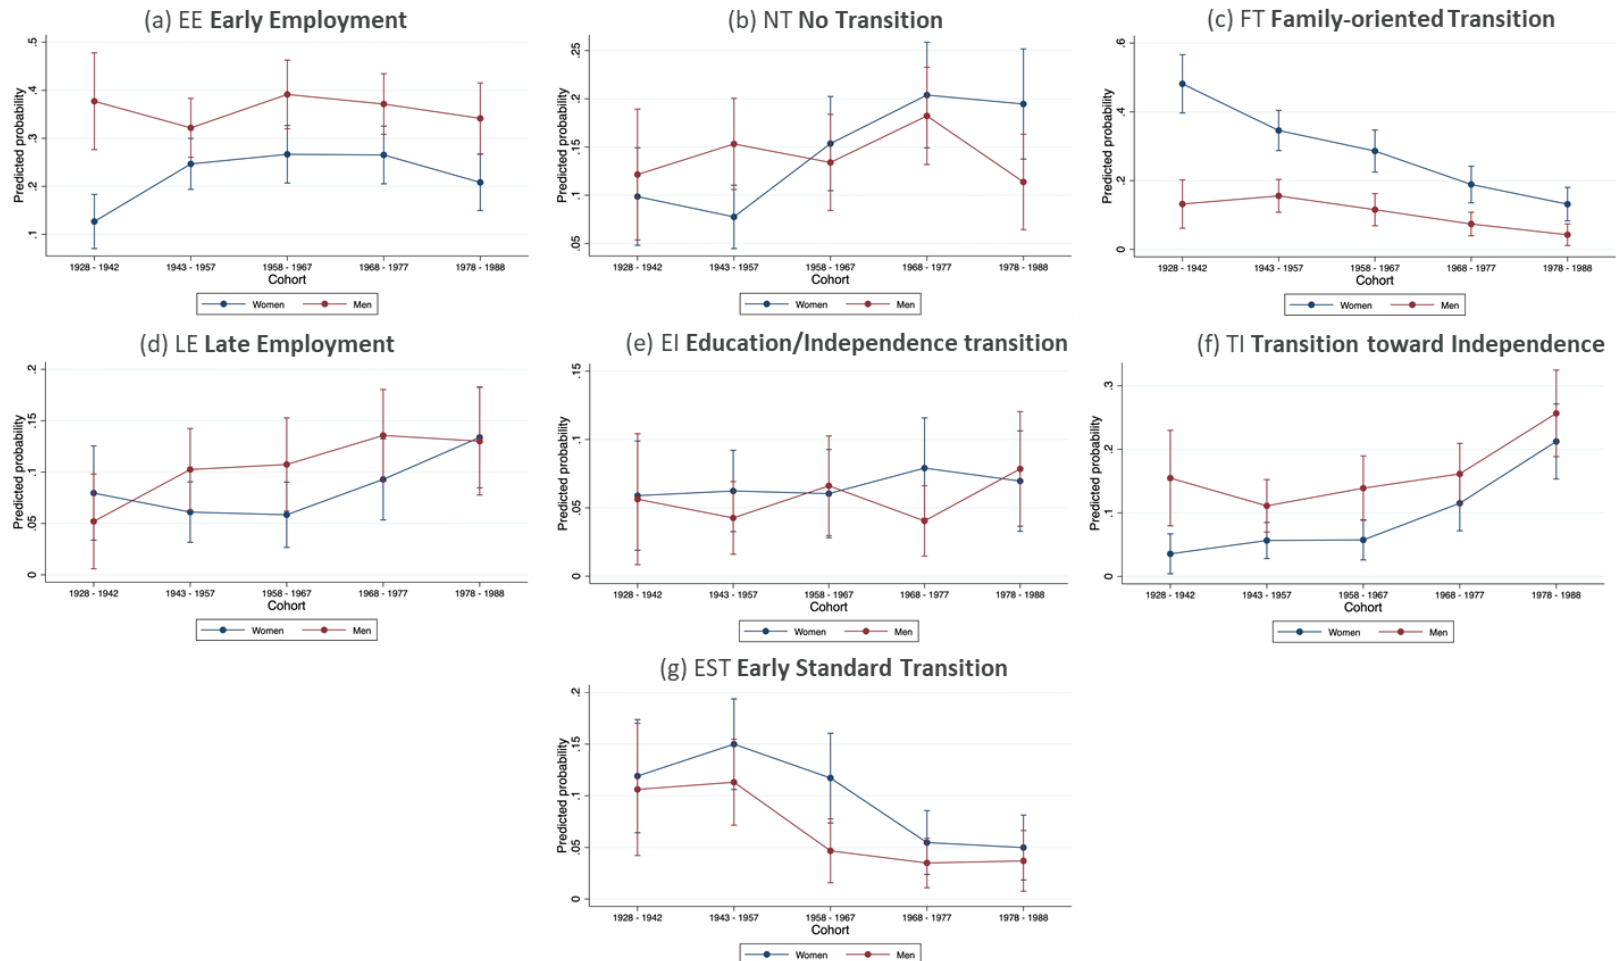 (a) EE Early Employment
(b) NT No Transition
(c) FT Family-oriented Transition
Predicted probability
.5
.4
.3
.2
.1
1928 - 1942
1943 - 1957
1958 - 1967
1968 - 1977
1978 - 1988
Cohort
Women
Men
Predicted probability
.25
.2
.15
.1
.05
1928 - 1942
1943 - 1957
1958 - 1967
1968 - 1977
1978 - 1988
Cohort
Women
Men
Predicted probability
.6
.4
.2
0
1928 - 1942
1943 - 1957
1958 - 1967
1968 - 1977
1978 - 1988
Cohort
Women
Men
(d) LE Late Employment
(e) EI Education/Independence transition
(f) TI Transition toward Independence
Predicted probability
.2
.15
.1
.05
0
1928 - 1942
1943 - 1957
1958 - 1967
1968 - 1977
1978 - 1988
Cohort
Women
Men
Predicted probability
.15
.1
.05
0
1928 - 1942
1943 - 1957
1958 - 1967
1968 - 1977
1978 - 1988
Cohort
Women
Men
Predicted probability
.3
.2
.1
0
1928 - 1942
1943 - 1957
1958 - 1967
1968 - 1977
1978 - 1988
Cohort
Women
Men
(g) EST Early Standard Transition
Predicted probability
.2
.15
.1
.05
0
1928 - 1942
1943 - 1957
1958 - 1967
1968 - 1977
1978 - 1988
Cohort
Women
Men